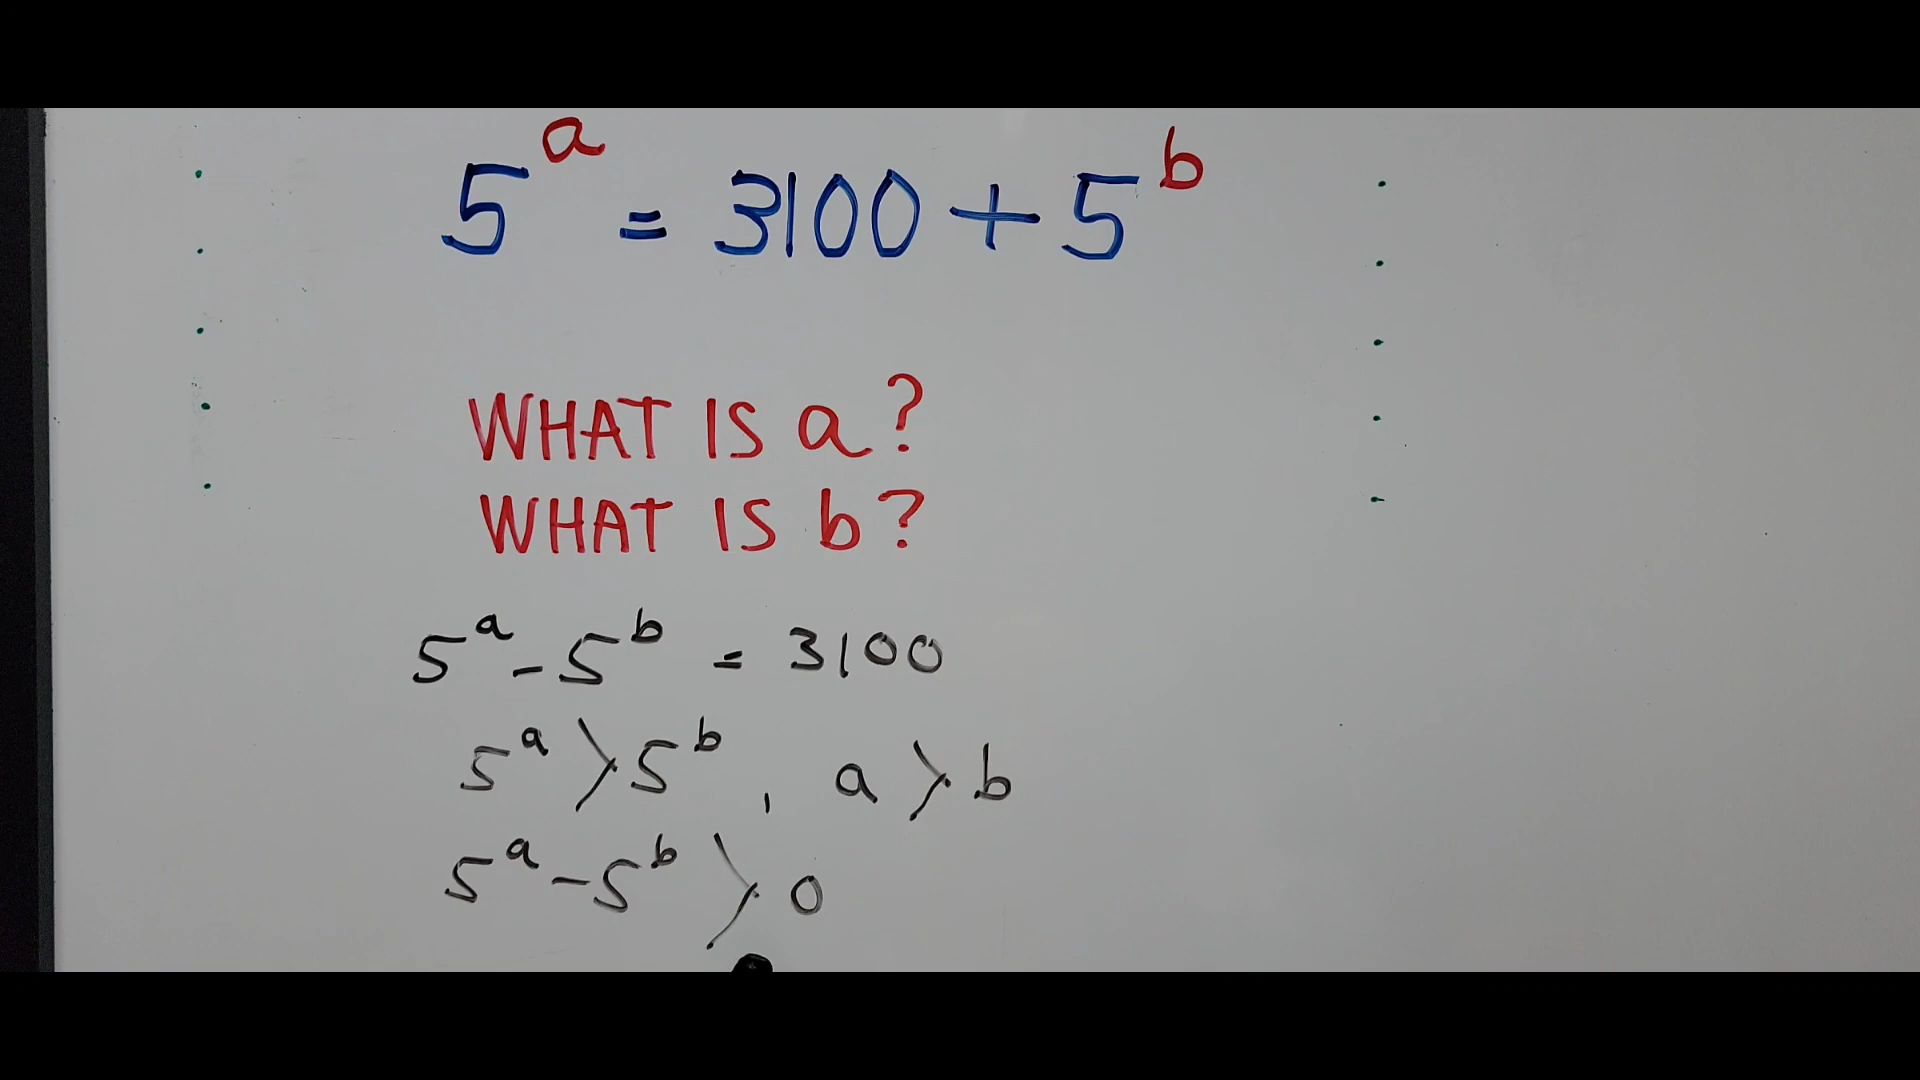 5^a = 3100 + 5^b
WHAT IS a?
WHAT IS b?
5^a - 5^b = 3100
5^a > 5^b, a > b
5^a - 5^b > 0